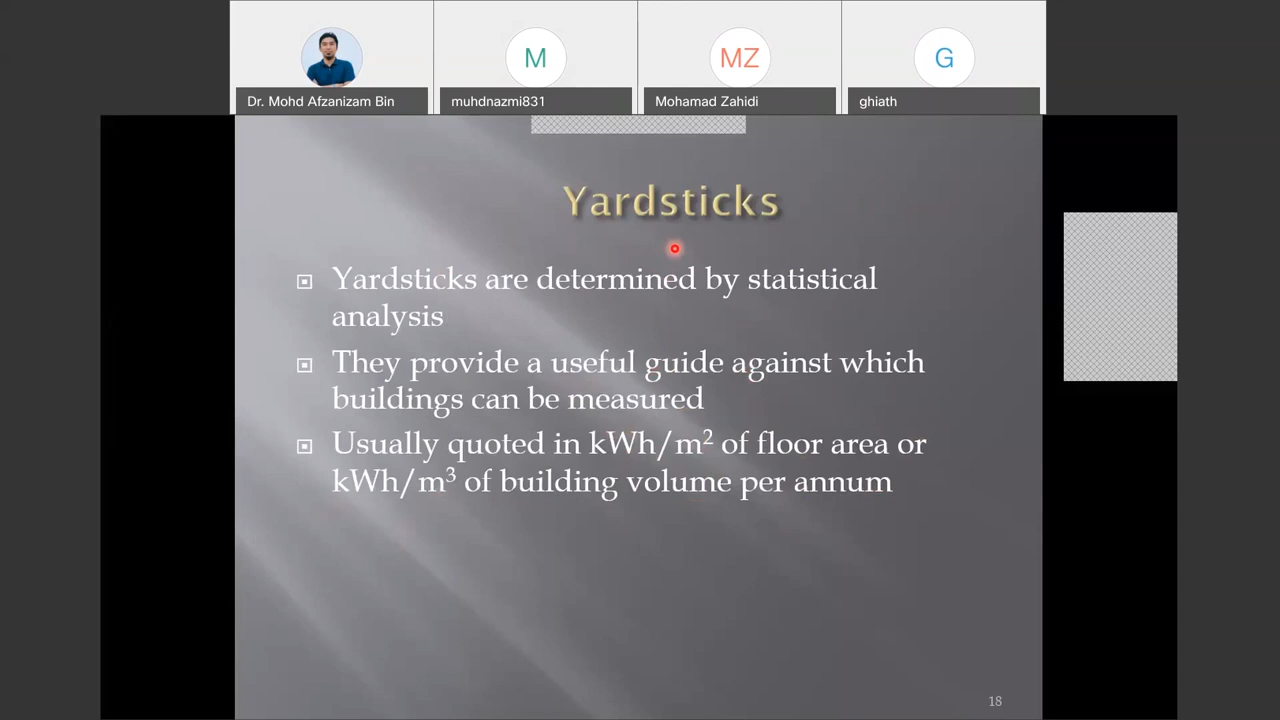 M
MZ
G
Dr. Mohd Afzanizam Bin
muhdnazmi831
Mohamad Zahidi
ghiath
Yardsticks
Yardsticks are determined by statistical
analysis
They provide a useful guide against which
buildings can be measured
Usually quoted in kWh/m² of floor area or
kWh/m³ of building volume per annum
18